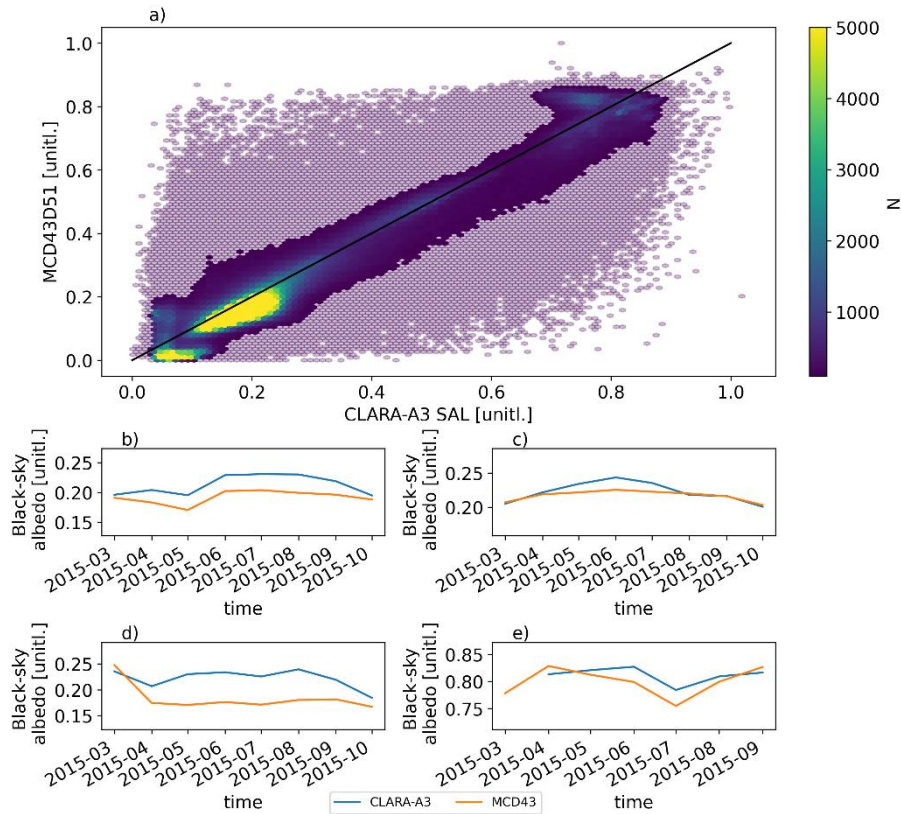 a)
1.0
0.8
0.6
0.4
0.2
0.0
MCD43D51 [unitl.]
0.0 0.2 0.4 0.6 0.8 1.0
CLARA-A3 SAL [unitl.]
5000
4000
3000
2000
1000
N
b)
Black-sky
albedo [unitl.]
0.25
0.20
0.15
2015-03 2015-04 2015-05 2015-06 2015-07 2015-08 2015-09 2015-10
time
c)
Black-sky
albedo [unitl.]
0.25
0.20
2015-03 2015-04 2015-05 2015-06 2015-07 2015-08 2015-09 2015-10
time
d)
Black-sky
albedo [unitl.]
0.25
0.20
0.15
2015-03 2015-04 2015-05 2015-06 2015-07 2015-08 2015-09 2015-10
time
e)
Black-sky
albedo [unitl.]
0.85
0.80
0.75
2015-03 2015-04 2015-05 2015-06 2015-07 2015-08 2015-09
time
CLARA-A3 MCD43